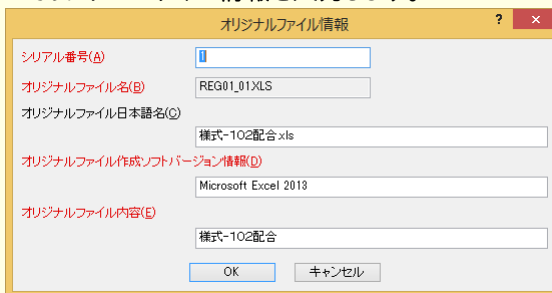 オリジナルファイル情報
? ×
シリアル番号(A)
1
オリジナルファイル名(B)
REG01_01.XLS
オリジナルファイル日本語名(C)
様式-102配合.xls
オリジナルファイル作成ソフトバージョン情報(D)
Microsoft Excel 2013
オリジナルファイル内容(E)
様式-102配合
OK キャンセル